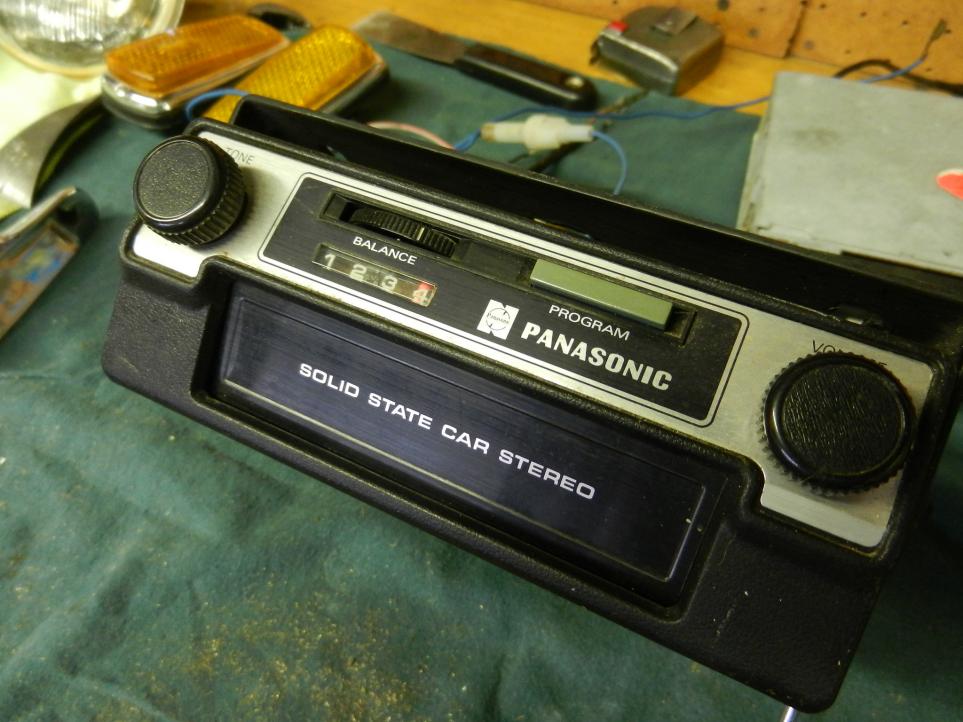 TONE
BALANCE
1 2 3 4
PROGRAM
PANASONIC
SOLID STATE CAR STEREO